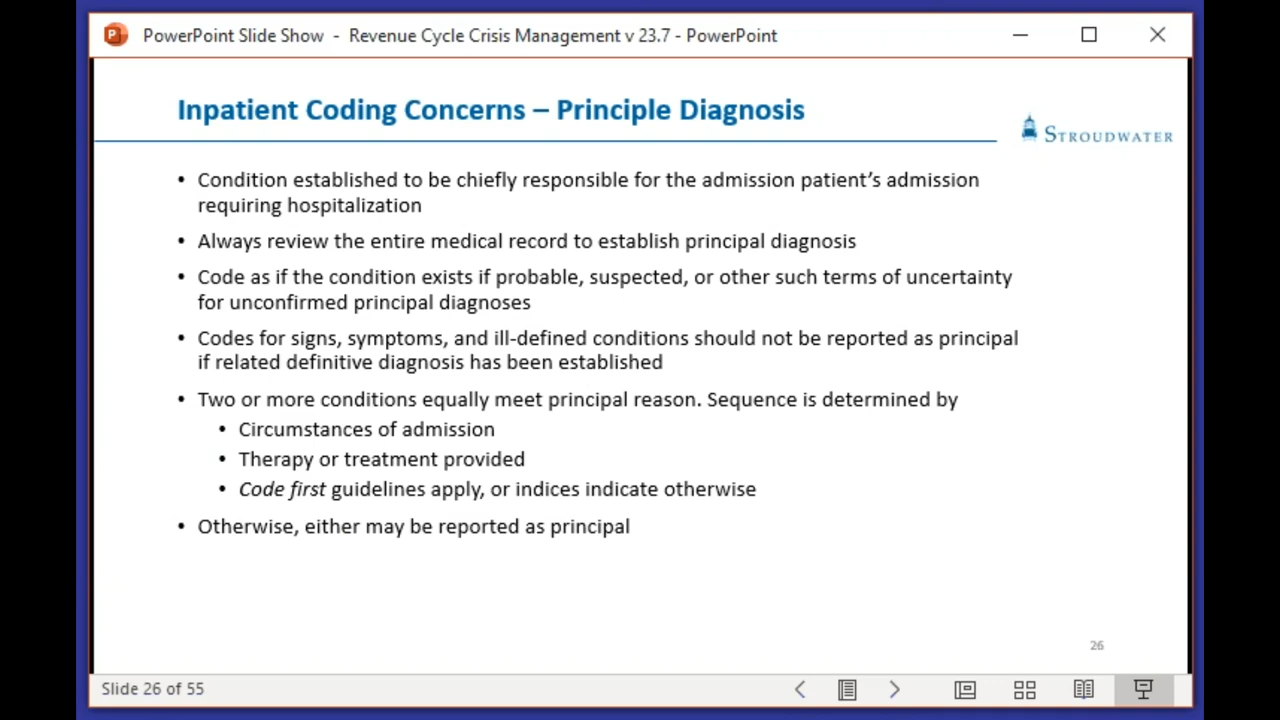 PowerPoint Slide Show - Revenue Cycle Crisis Management v 23.7 - PowerPoint
Inpatient Coding Concerns – Principle Diagnosis
STROUDWATER
• Condition established to be chiefly responsible for the admission patient's admission
requiring hospitalization
• Always review the entire medical record to establish principal diagnosis
• Code as if the condition exists if probable, suspected, or other such terms of uncertainty
for unconfirmed principal diagnoses
• Codes for signs, symptoms, and ill-defined conditions should not be reported as principal
if related definitive diagnosis has been established
• Two or more conditions equally meet principal reason. Sequence is determined by
• Circumstances of admission
• Therapy or treatment provided
• Code first guidelines apply, or indices indicate otherwise
• Otherwise, either may be reported as principal
26
Slide 26 of 55